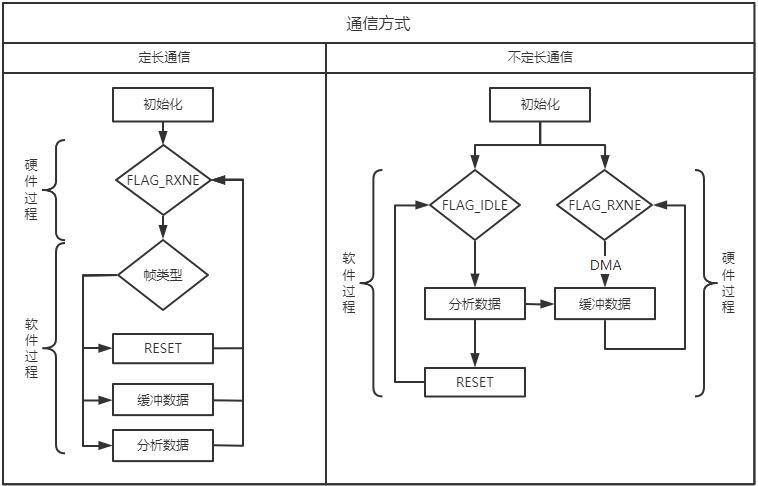 通信方式
定长通信
不定长通信
初始化
FLAG_RXNE
硬件过程
帧类型
软件过程
RESET
缓冲数据
分析数据
初始化
FLAG_IDLE
FLAG_RXNE
DMA
软件过程
硬件过程
分析数据
缓冲数据
RESET